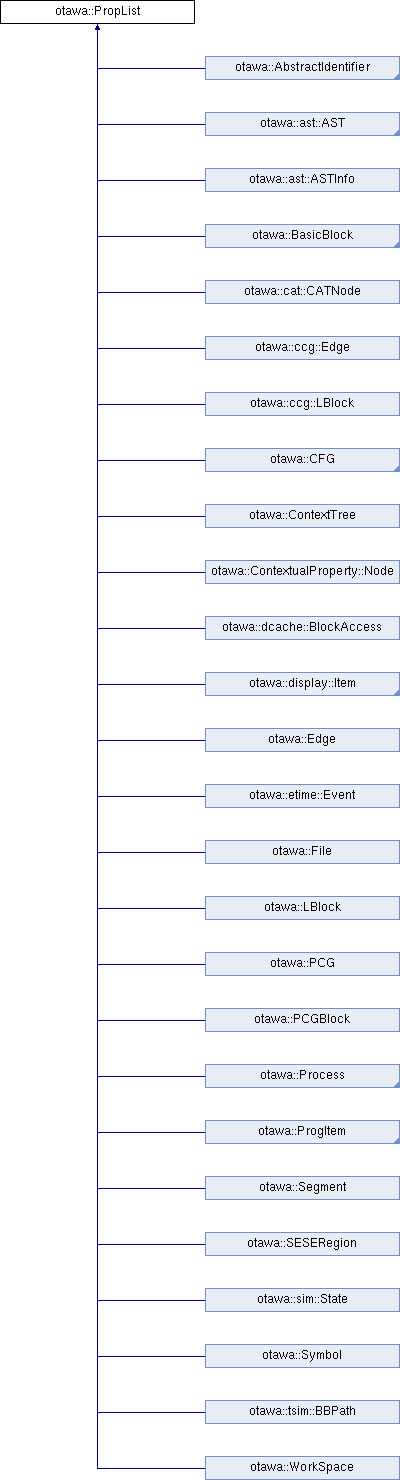 otawa::PropList
otawa::AbstractIdentifier
otawa::ast::AST
otawa::ast::ASTInfo
otawa::BasicBlock
otawa::cat::CATNode
otawa::ccg::Edge
otawa::ccg::LBlock
otawa::CFG
otawa::ContextTree
otawa::ContextualProperty::Node
otawa::dcache::BlockAccess
otawa::display::Item
otawa::Edge
otawa::etime::Event
otawa::File
otawa::LBlock
otawa::PCG
otawa::PCGBlock
otawa::Process
otawa::ProgItem
otawa::Segment
otawa::SESERegion
otawa::sim::State
otawa::Symbol
otawa::tsim::BBPath
otawa::WorkSpace